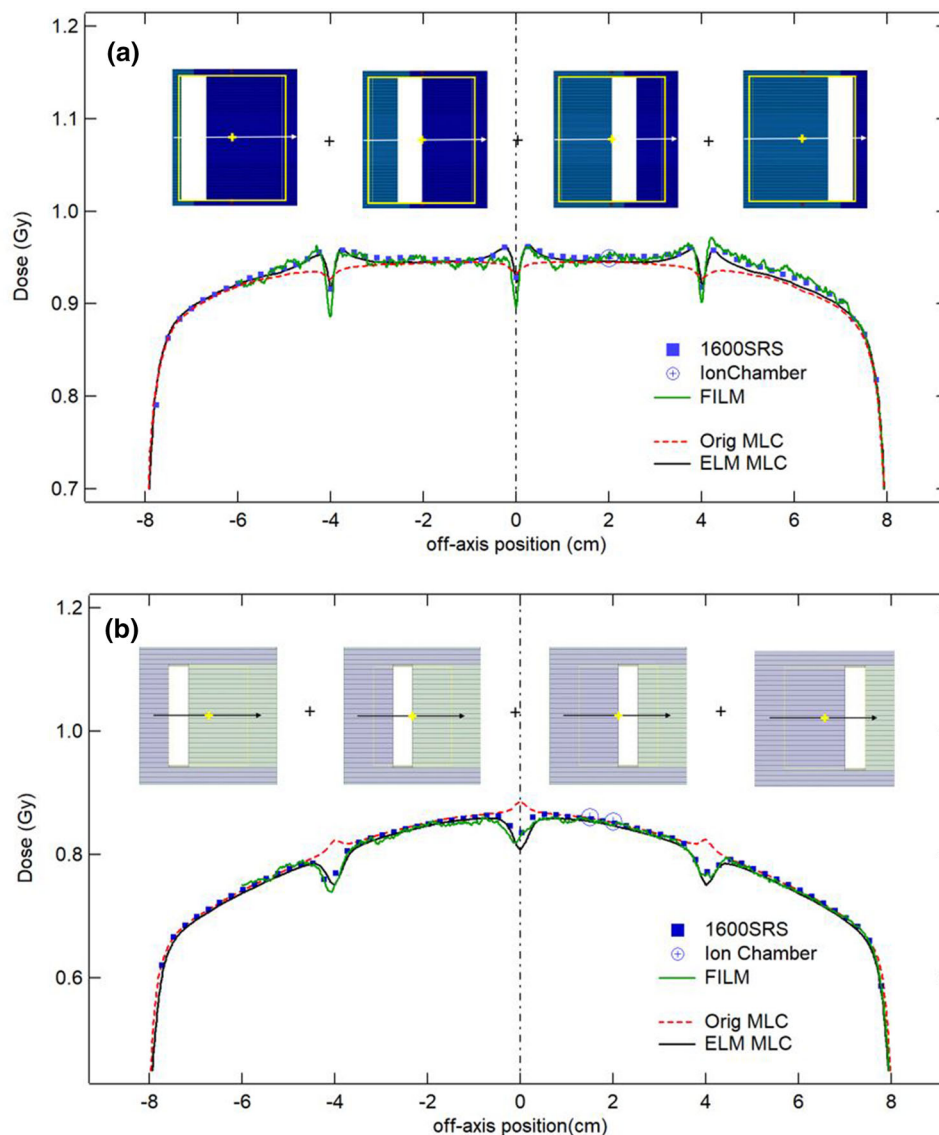 (a)
1.2
1.1
1.0
0.9
0.8
0.7
Dose (Gy)
+ + +
1600SRS
IonChamber
FILM
Orig MLC
ELM MLC
-8 -6 -4 -2 0 2 4 6 8
off-axis position (cm)
(b)
1.2
1.0
0.8
0.6
Dose (Gy)
+ + +
1600SRS
Ion Chamber
FILM
Orig MLC
ELM MLC
-8 -6 -4 -2 0 2 4 6 8
off-axis position(cm)